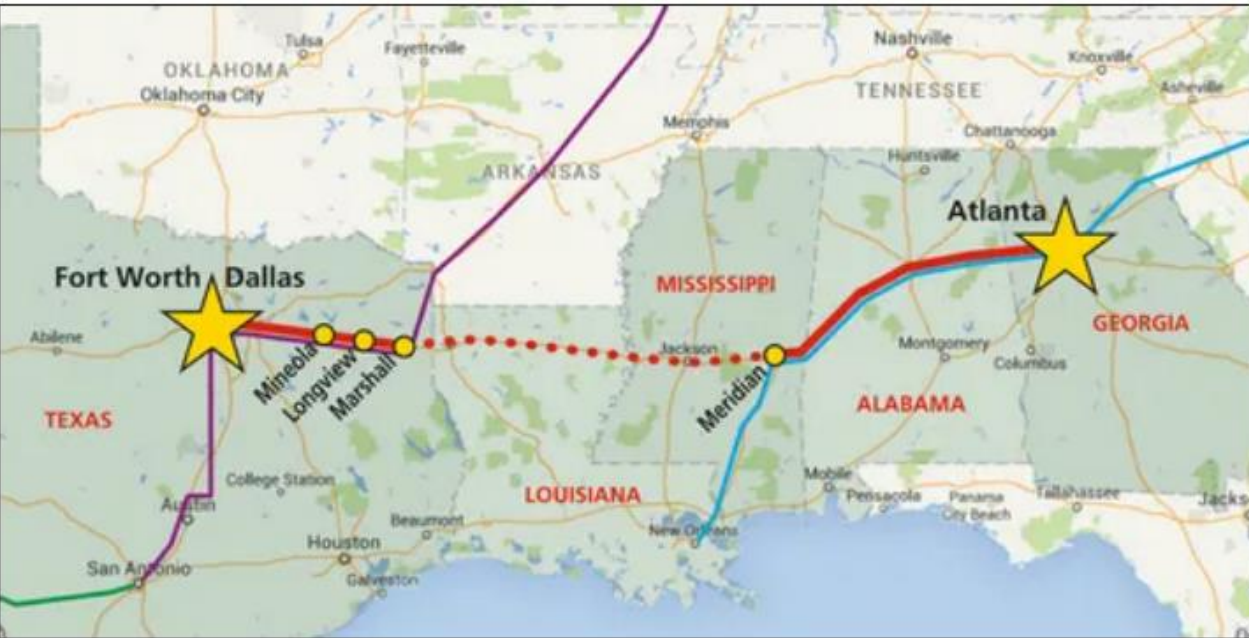 Tulsa
Fayetteville
Nashville
Knoxville
OKLAHOMA
Oklahoma City
TENNESSEE
Asheville
Memphis
Chattanooga
Huntsville
ARKANSAS
Atlanta
Fort Worth Dallas
MISSISSIPPI
GEORGIA
Abilene
Jackson
Montgomery
Columbus
Mineola
Longview
Marshall
Meridian
TEXAS
ALABAMA
College Station
LOUISIANA
Mobile
Pensacola
Panama
City Beach
Tallahassee
Jacks
Austin
Beaumont
New Orleans
Houston
San Antonio
Galveston